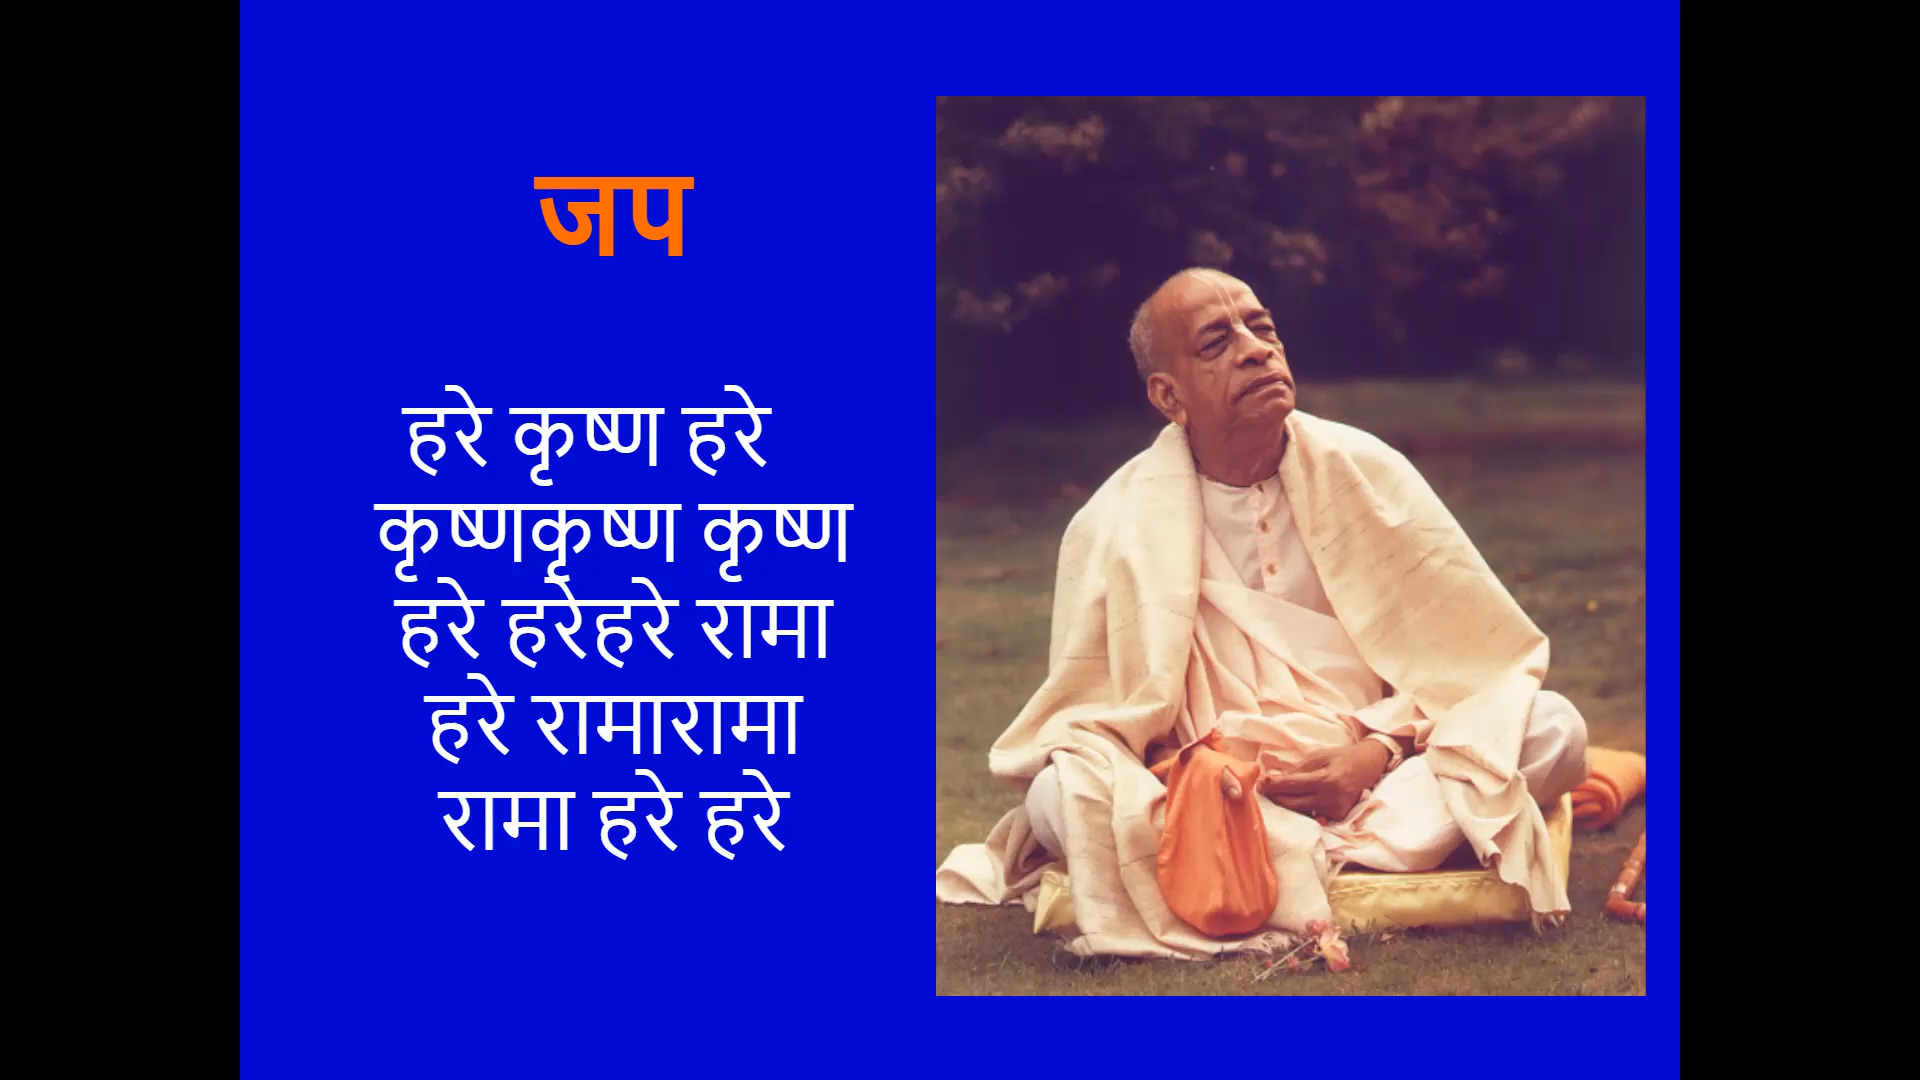 जप
हरे कृष्ण हरे
कृष्णकृष्ण कृष्ण
हरे हरेहरे रामा
हरे रामारामा
रामा हरे हरे